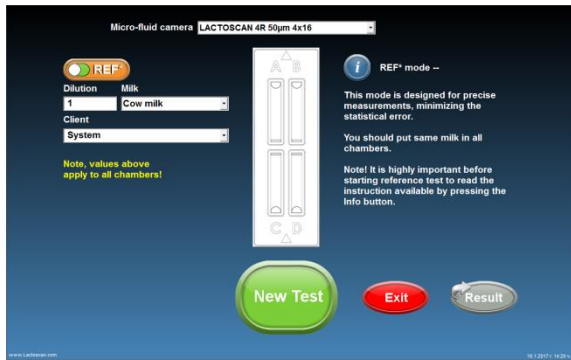 Micro-fluid camera LACTOSCAN 4R 50µm 4x16
REF*
Dilution Milk
1 Cow milk
Client
System
Note, values above
apply to all chambers!
A B
C D
i REF* mode --
This mode is designed for precise
measurements, minimizing the
statistical error.
You should put same milk in all
chambers.
Note! It is highly important before
starting reference test to read the
instruction available by pressing the
Info button.
New Test
Exit
Result
www.Lactoscan.com